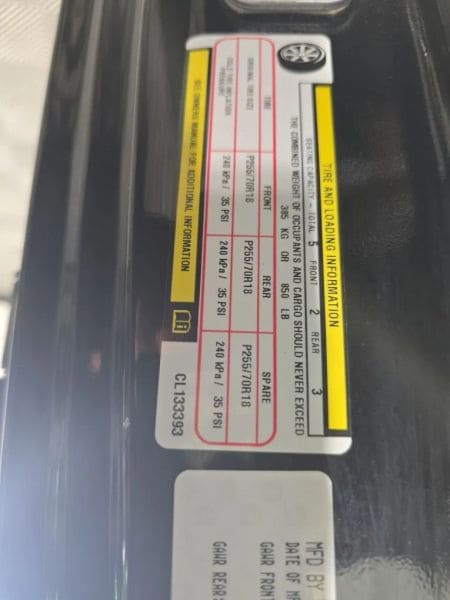 TIRE AND LOADING INFORMATION
SEATING CAPACITY – TOTAL 5 FRONT 2 REAR 3
THE COMBINED WEIGHT OF OCCUPANTS AND CARGO SHOULD NEVER EXCEED
385 KG OR 850 LB
TIRE FRONT REAR SPARE
ORIGINAL TIRE SIZE P255/70R18 P255/70R18 P255/70R18
COLD TIRE INFLATION PRESSURE 240 kPa / 35 PSI 240 kPa / 35 PSI 240 kPa / 35 PSI
SEE OWNERS MANUAL FOR ADDITIONAL INFORMATION
CL133393
MFD BY
DATE OF
GAWR FRON
GAWR REAR: